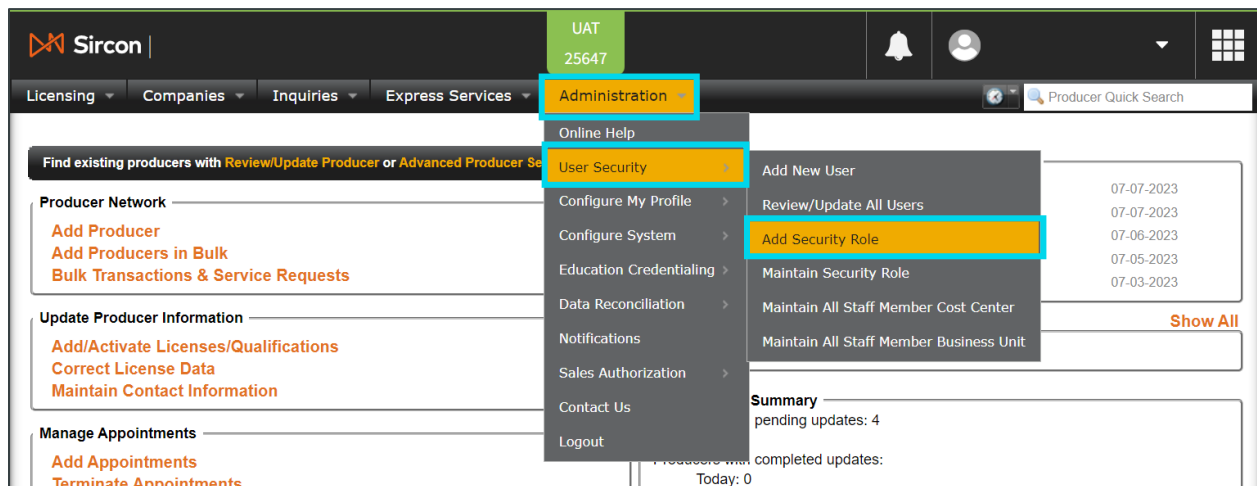 Sircon
UAT
25647
Licensing
Companies
Inquiries
Express Services
Administration
Producer Quick Search
Online Help
Find existing producers with Review/Update Producer or Advanced Producer Se
User Security
Add New User
Configure My Profile
Review/Update All Users
Configure System
Add Security Role
Education Credentialing
Maintain Security Role
Data Reconciliation
Maintain All Staff Member Cost Center
Notifications
Maintain All Staff Member Business Unit
Sales Authorization
Contact Us
Logout
07-07-2023
07-07-2023
07-06-2023
07-05-2023
07-03-2023
Show All
Producer Network
Add Producer
Add Producers in Bulk
Bulk Transactions & Service Requests
Update Producer Information
Add/Activate Licenses/Qualifications
Correct License Data
Maintain Contact Information
Manage Appointments
Add Appointments
Terminate Appointments
Summary
pending updates: 4
completed updates:
Today: 0